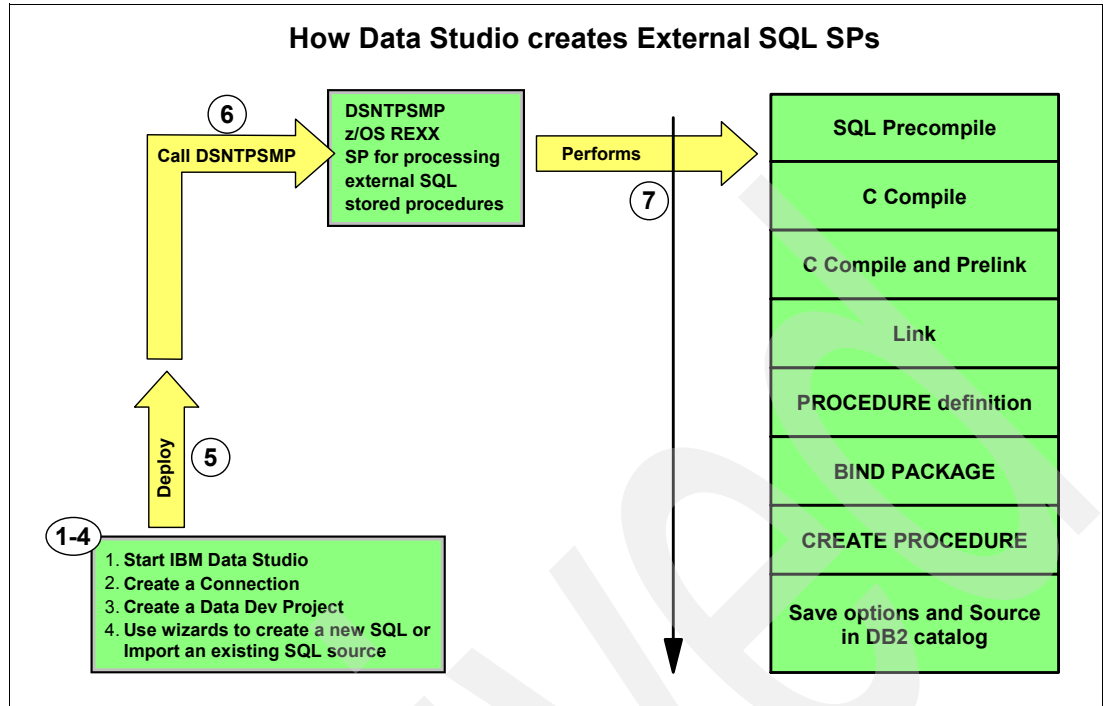 How Data Studio creates External SQL SPs
6
Call DSNTPSMP
DSNTPSMP
z/OS REXX
SP for processing
external SQL
stored procedures
Performs
7
SQL Precompile
C Compile
C Compile and Prelink
Link
PROCEDURE definition
BIND PACKAGE
CREATE PROCEDURE
Save options and Source
in DB2 catalog
Deploy
5
1-4
1. Start IBM Data Studio
2. Create a Connection
3. Create a Data Dev Project
4. Use wizards to create a new SQL or
Import an existing SQL source